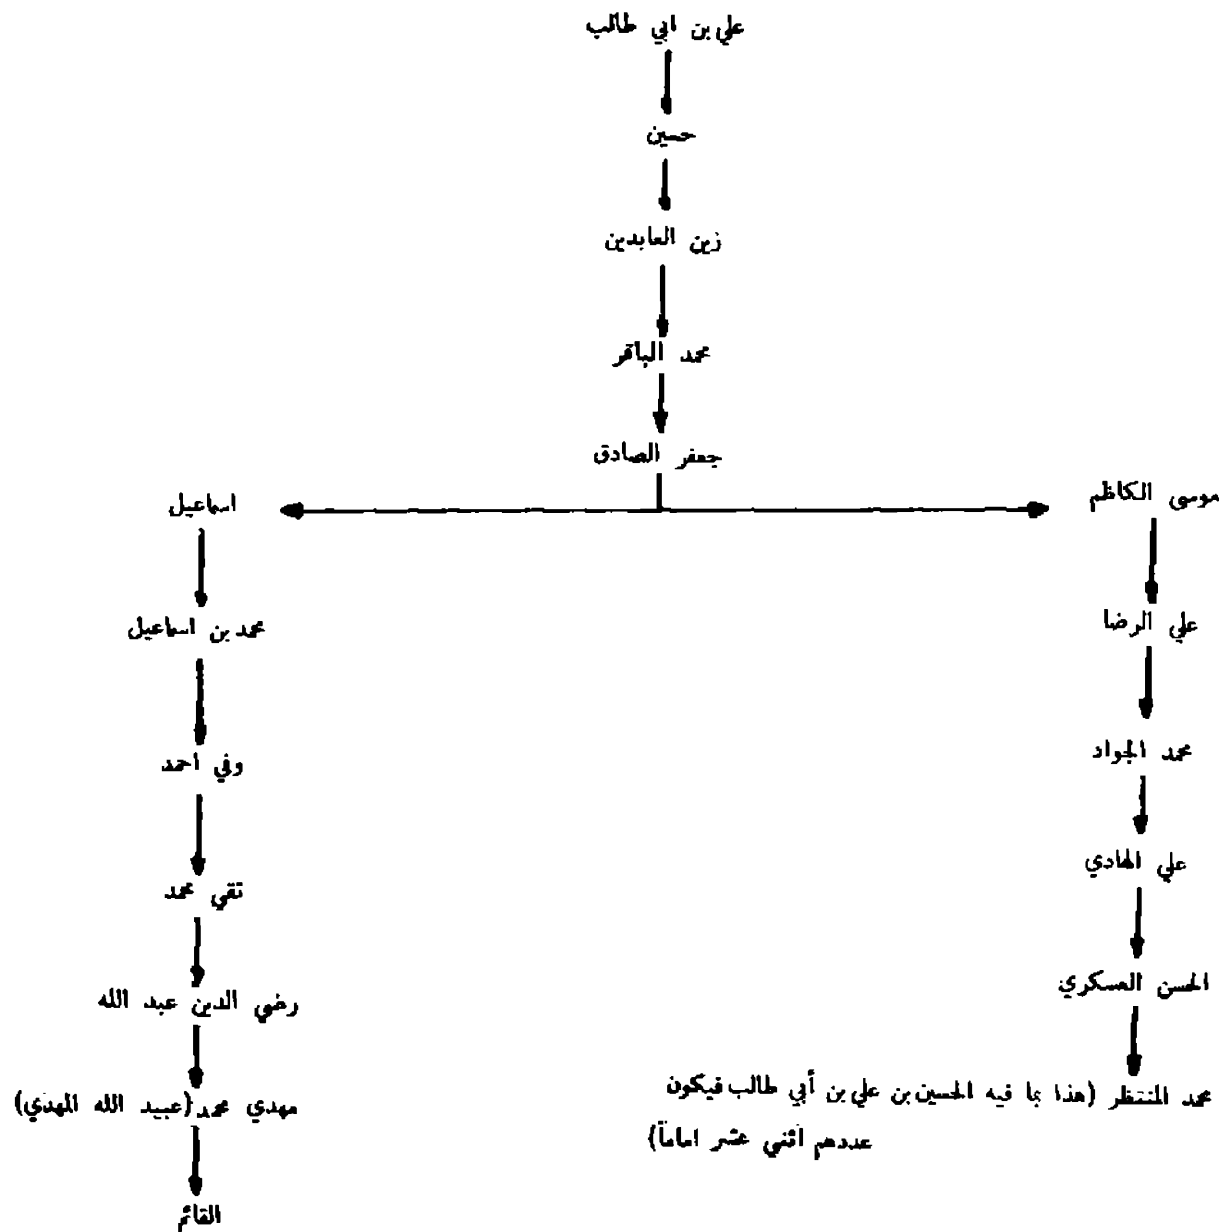 علي بن ابي طالب
حسين
زين العابدين
محمد الباقر
جعفر الصادق
موسى الكاظم
علي الرضا
محمد الجواد
علي الهادي
الحسن العسكري
محمد المنتظر (هذا بما فيه الحسين بن علي بن أبي طالب فيكون
عددهم اثني عشر اماماً)
اسماعيل
محمد بن اسماعيل
وفي احمد
تقي محمد
رضي الدين عبد الله
مهدي محمد (عبيد الله المهدي)
القائم